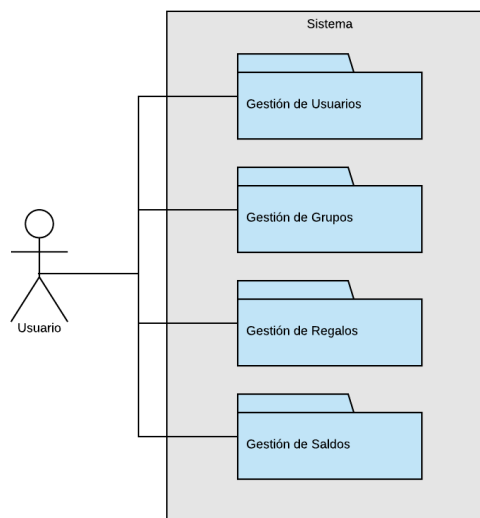 Sistema
Gestión de Usuarios
Gestión de Grupos
Gestión de Regalos
Usuario
Gestión de Saldos